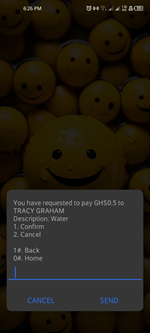 6:26 PM
You have requested to pay GHS0.5 to
TRACY GRAHAM
Description: Water
1. Confirm
2. Cancel
1#. Back
0#. Home
CANCEL SEND